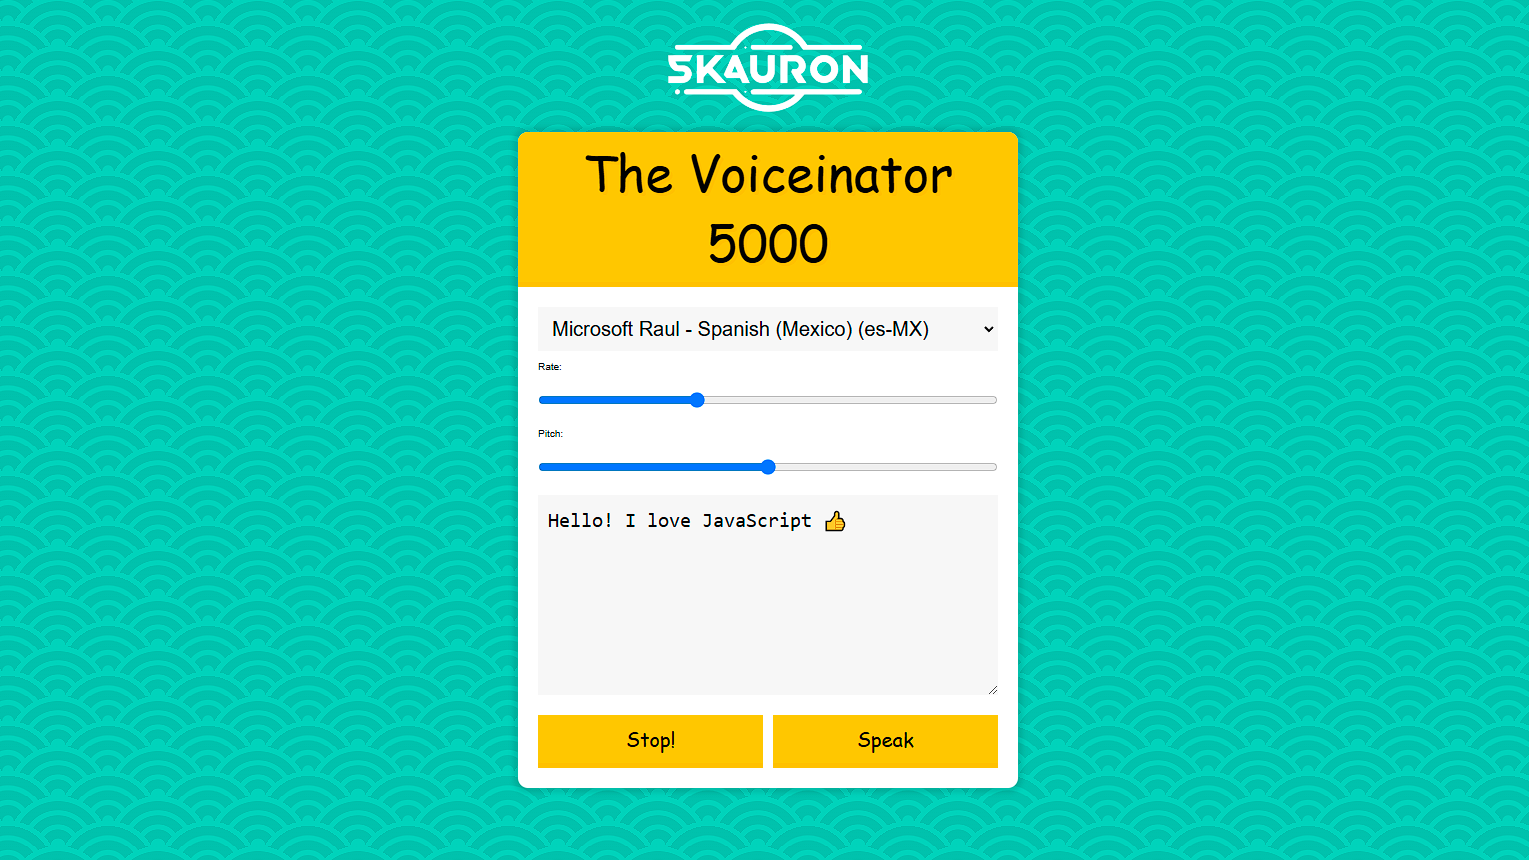 SKAURON
The Voiceinator
5000
Microsoft Raul - Spanish (Mexico) (es-MX)
Rate:
Pitch:
Hello! I love JavaScript 👍
Stop!
Speak